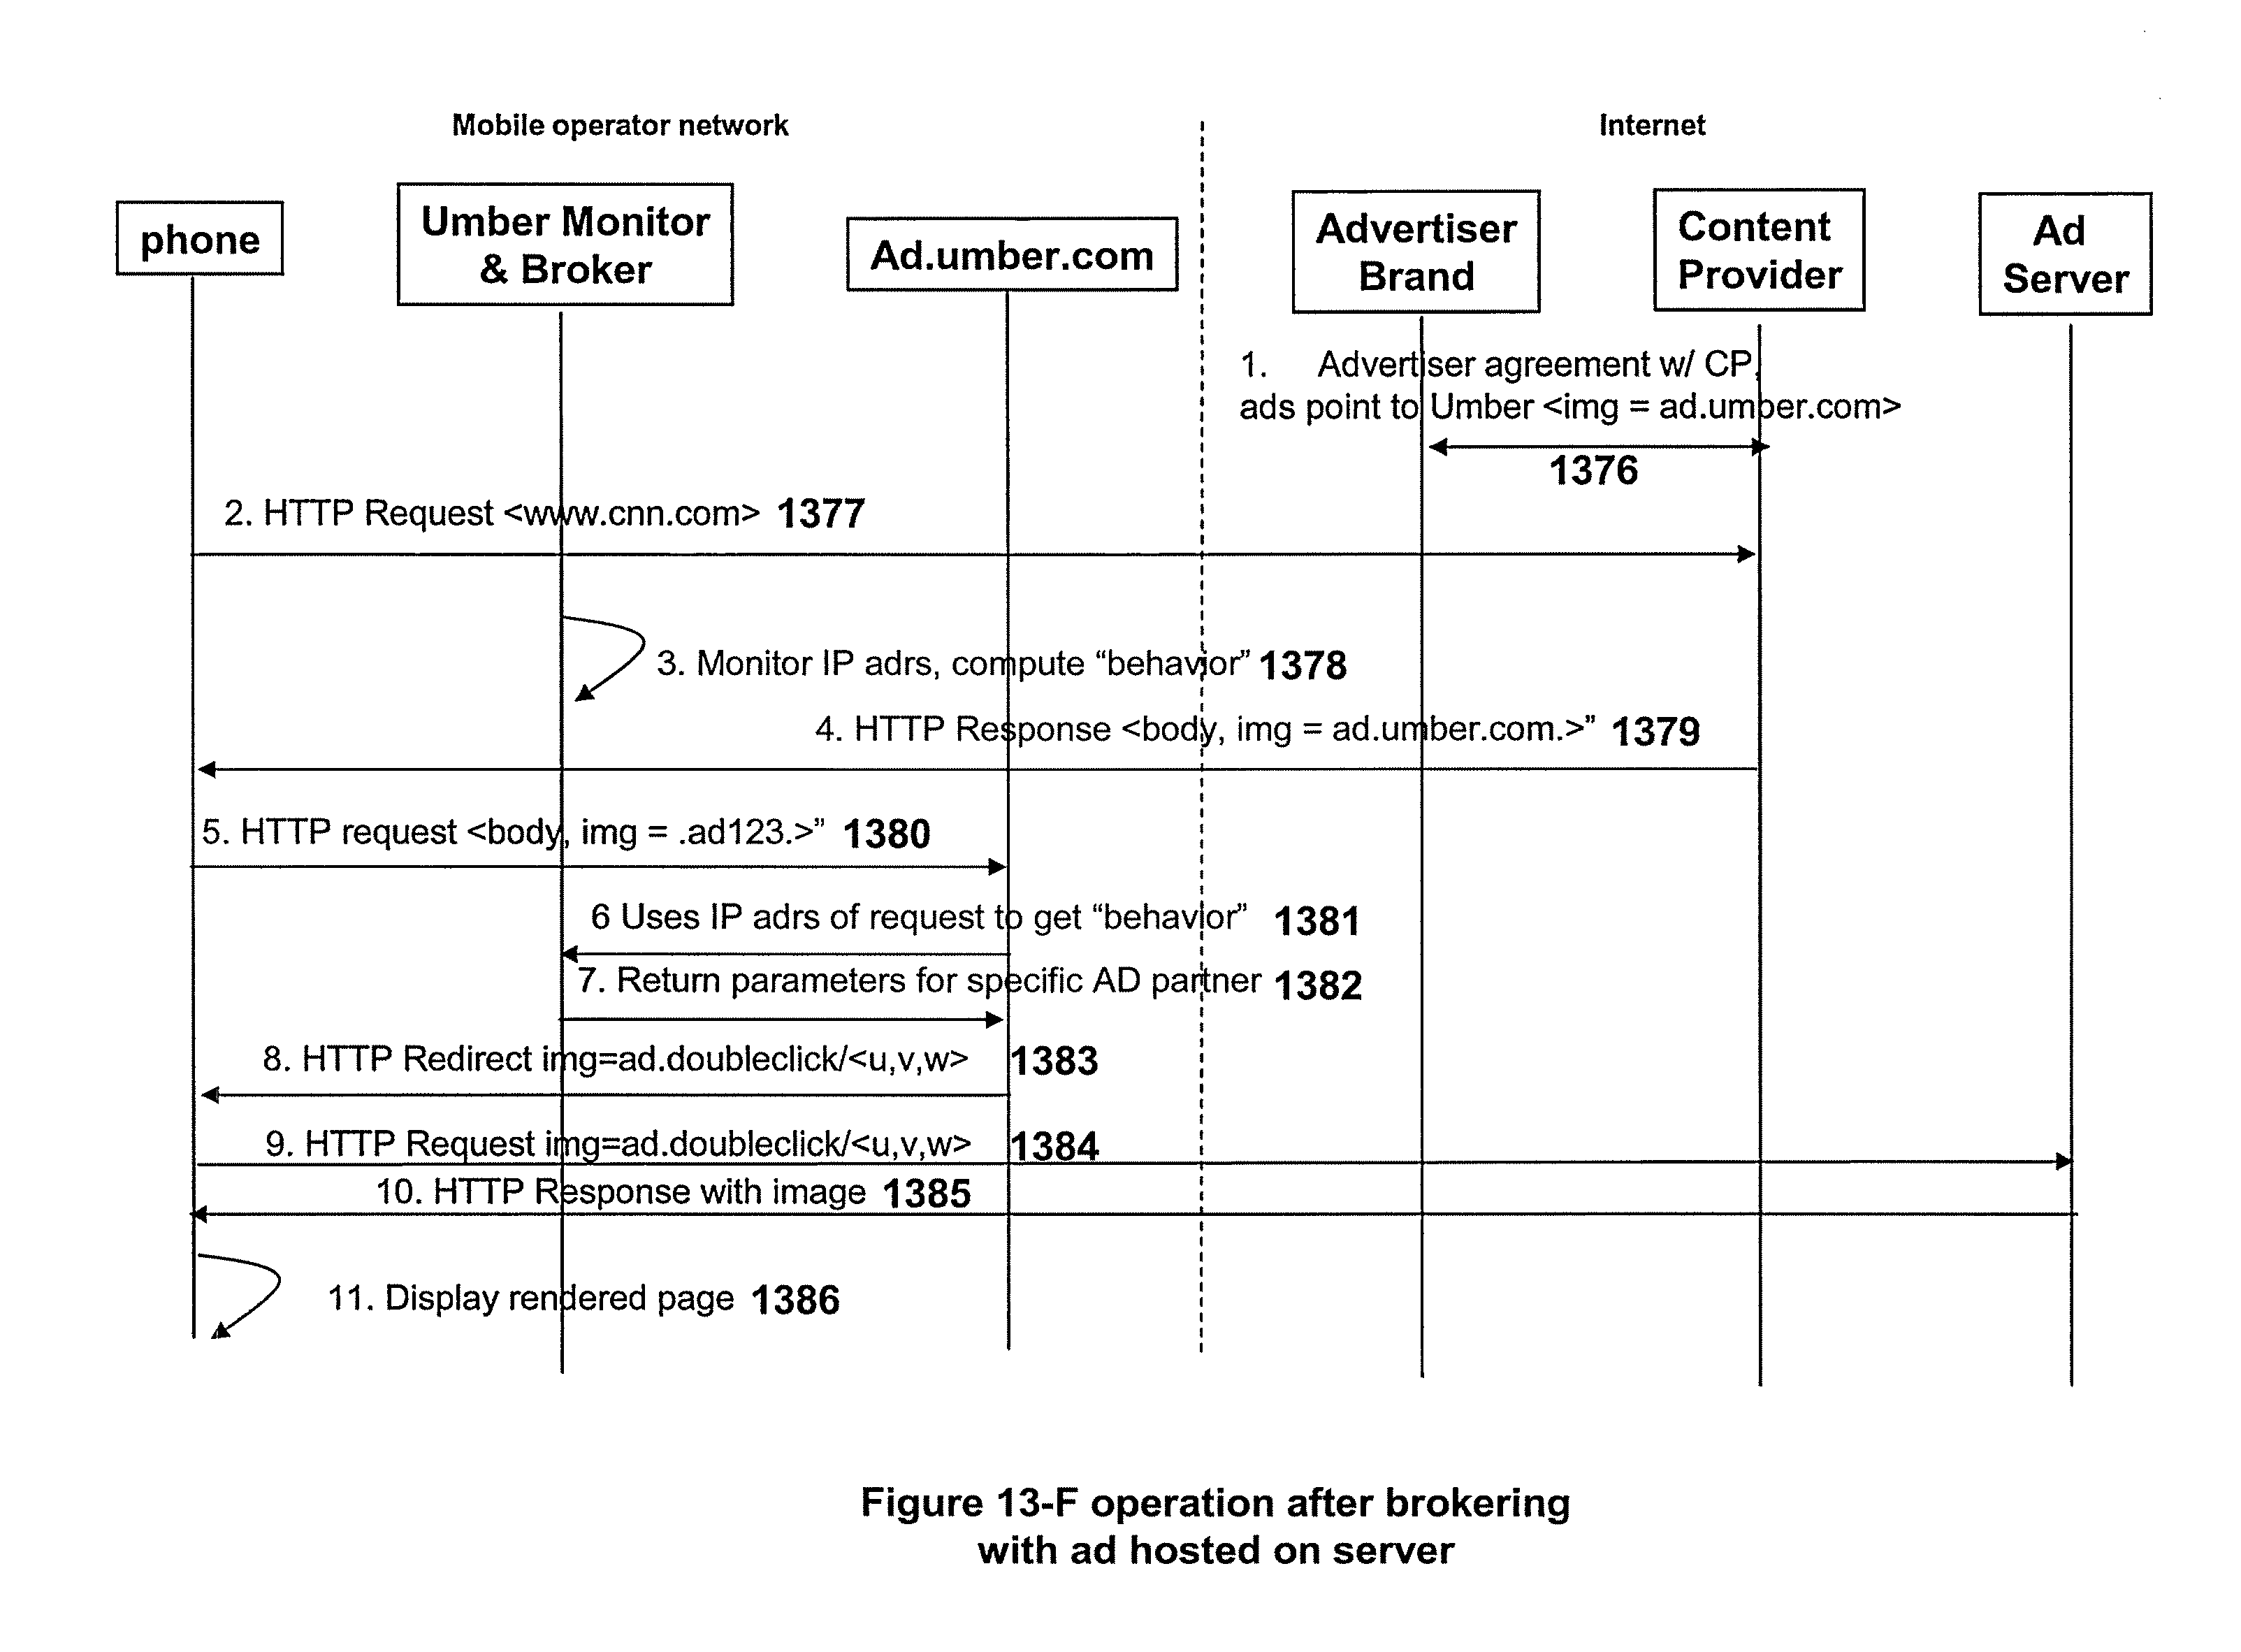 Mobile operator network
Internet
phone
Umber Monitor
& Broker
Ad.umber.com
Advertiser
Brand
Content
Provider
Ad
Server
1. Advertiser agreement w/ CP,
ads point to Umber <img = ad.umber.com>
1376
2. HTTP Request <www.cnn.com> 1377
3. Monitor IP adrs, compute “behavior” 1378
4. HTTP Response <body, img = ad.umber.com.>” 1379
5. HTTP request <body, img = .ad123.>” 1380
6 Uses IP adrs of request to get “behavior” 1381
7. Return parameters for specific AD partner 1382
8. HTTP Redirect img=ad.doubleclick/<u,v,w> 1383
9. HTTP Request img=ad.doubleclick/<u,v,w> 1384
10. HTTP Response with image 1385
11. Display rendered page 1386
Figure 13-F operation after brokering
with ad hosted on server